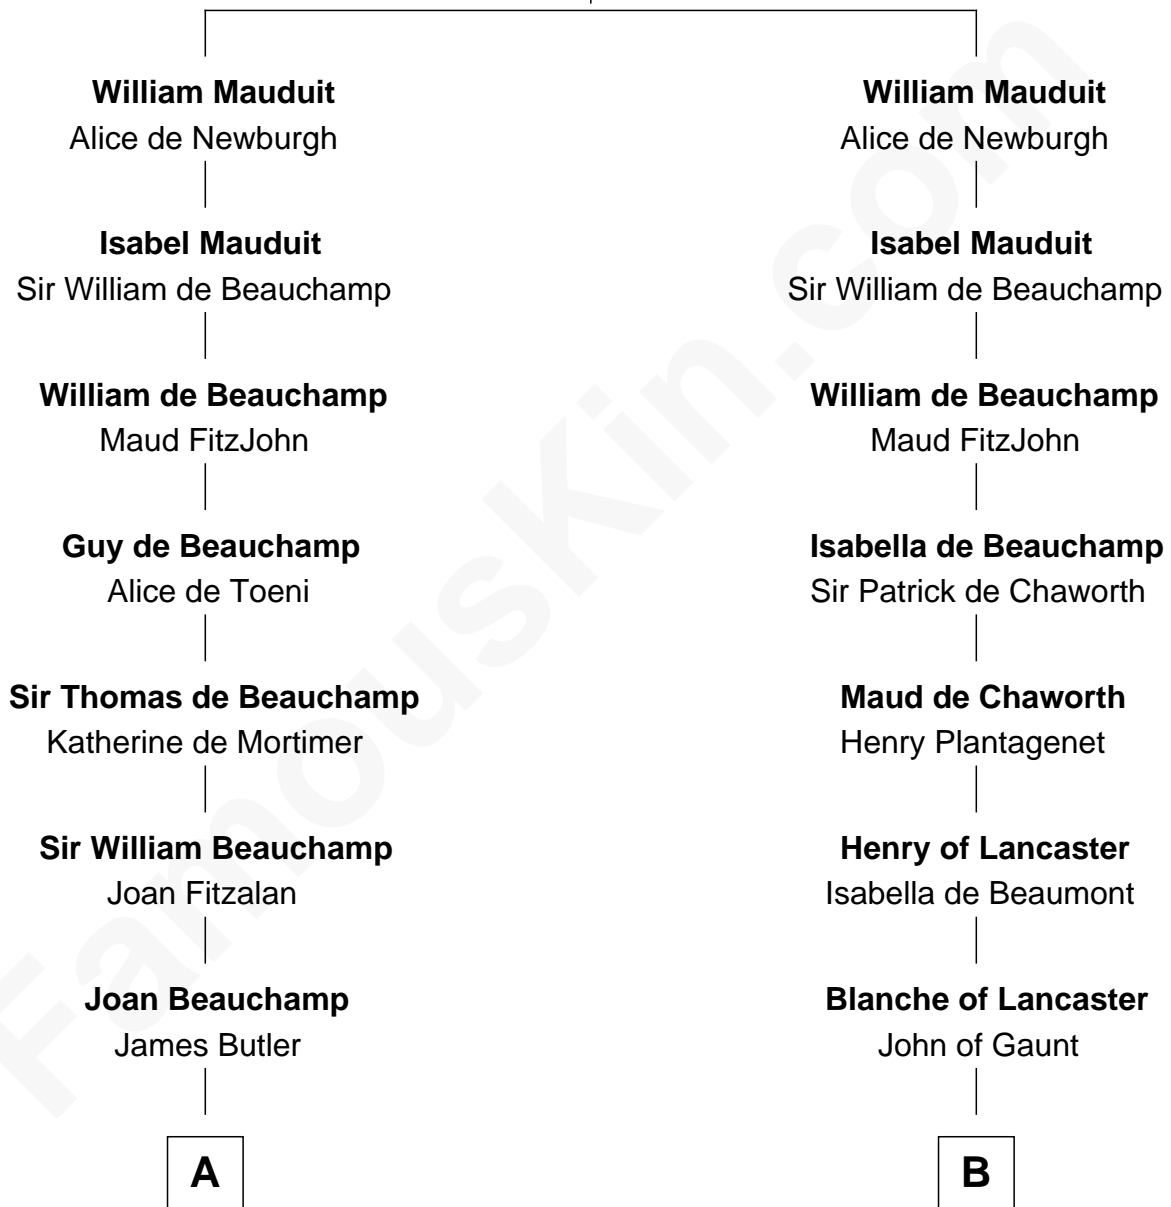 William Mauduit
Alice de Newburgh
Isabel Mauduit
Sir William de Beauchamp
William de Beauchamp
Maud FitzJohn
Guy de Beauchamp
Alice de Toeni
Sir Thomas de Beauchamp
Katherine de Mortimer
Sir William Beauchamp
Joan Fitzalan
Joan Beauchamp
James Butler
A
William Mauduit
Alice de Newburgh
Isabel Mauduit
Sir William de Beauchamp
William de Beauchamp
Maud FitzJohn
Isabella de Beauchamp
Sir Patrick de Chaworth
Maud de Chaworth
Henry Plantagenet
Henry of Lancaster
Isabella de Beaumont
Blanche of Lancaster
John of Gaunt
B
FamousKin.com